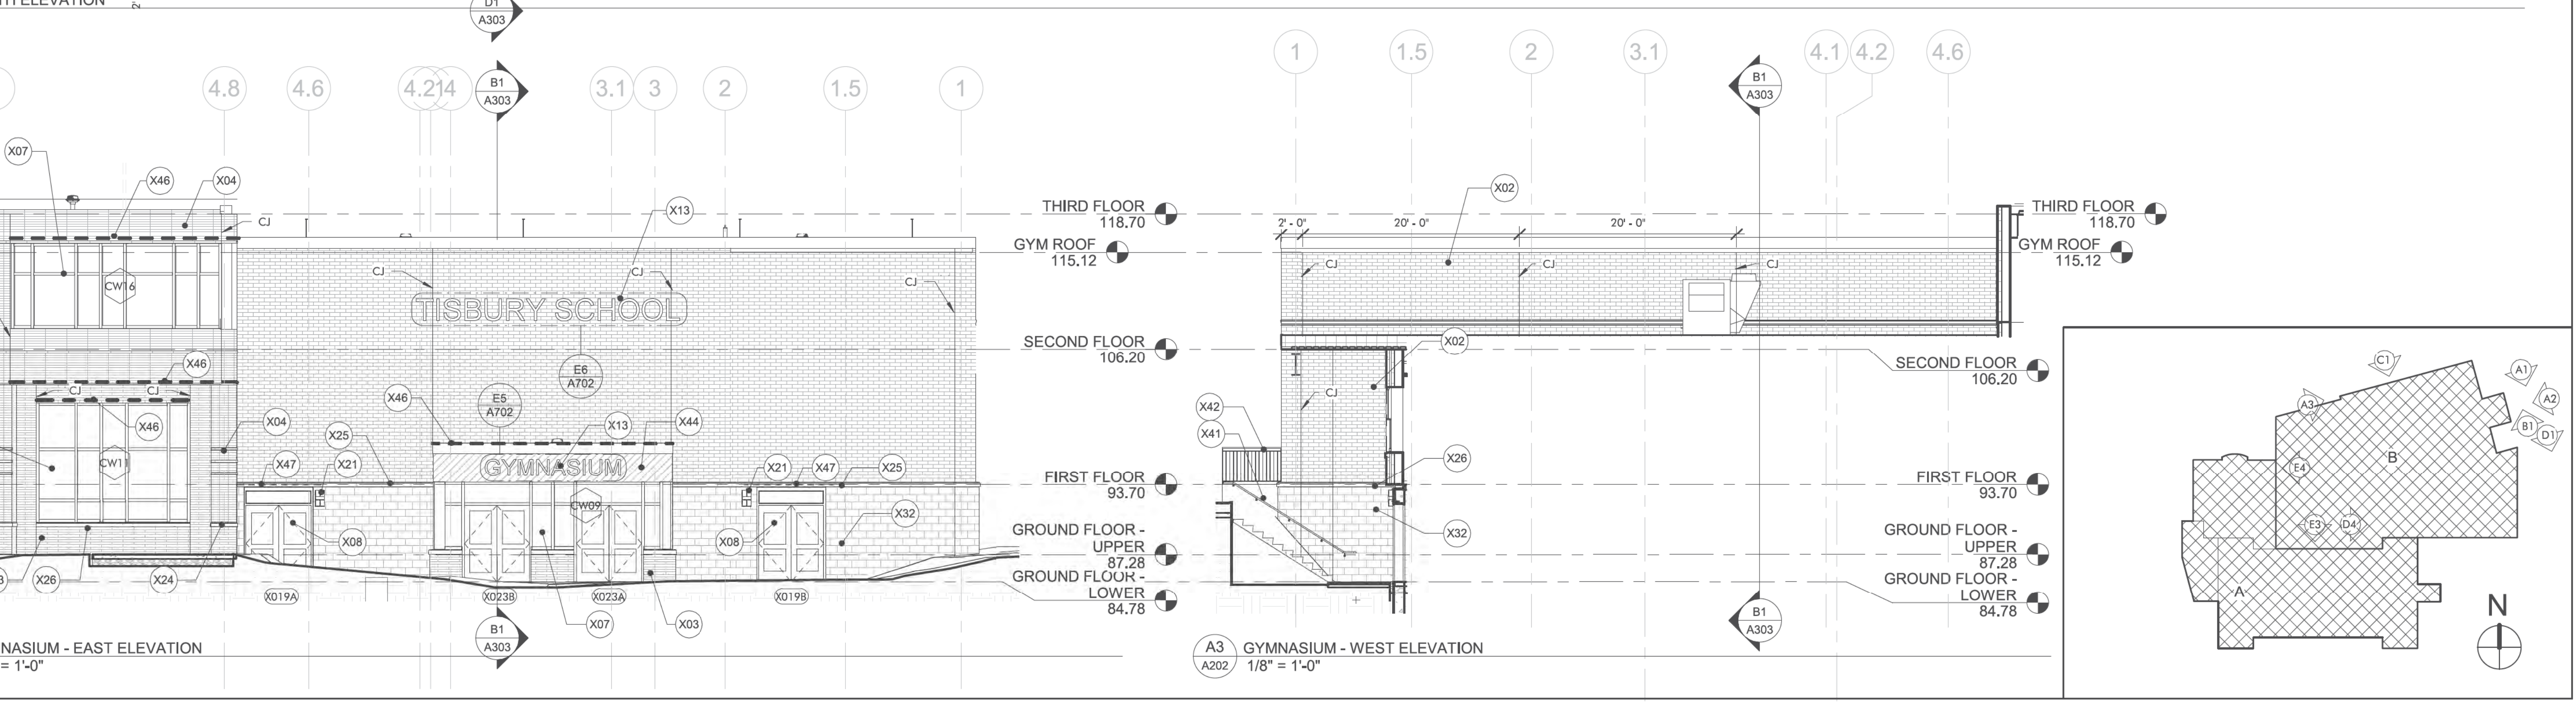 TH ELEVATION
2'
D1
A303
4.8
4.6
4.2
4
B1
A303
3.1
3
2
1.5
1
X07
X46
X04
CJ
X13
CJ
CJ
CJ
CW16
TISBURY SCHOOL
X46
E6
A702
CJ
CJ
E5
A702
X46
X46
X13
X44
X04
X25
CW11
X47
X21
GYMNASIUM
X21
X47
X25
CW09
X08
X08
X32
X26
X24
X019A
X023B
X023A
X019B
X07
X03
B1
A303
NASIUM - EAST ELEVATION
= 1'-0"
THIRD FLOOR
118.70
GYM ROOF
115.12
SECOND FLOOR
106.20
FIRST FLOOR
93.70
GROUND FLOOR -
UPPER
87.28
GROUND FLOOR -
LOWER
84.78
1
1.5
2
3.1
B1
A303
4.1
4.2
4.6
X02
2' - 0"
20' - 0"
20' - 0"
CJ
CJ
CJ
X02
CJ
X42
X41
X26
X32
THIRD FLOOR
118.70
GYM ROOF
115.12
SECOND FLOOR
106.20
FIRST FLOOR
93.70
GROUND FLOOR -
UPPER
87.28
GROUND FLOOR -
LOWER
84.78
B1
A303
A3
A202
GYMNASIUM - WEST ELEVATION
1/8" = 1'-0"
C1
A1
A2
A3
B1
D1
B
E4
E3
D4
A
N